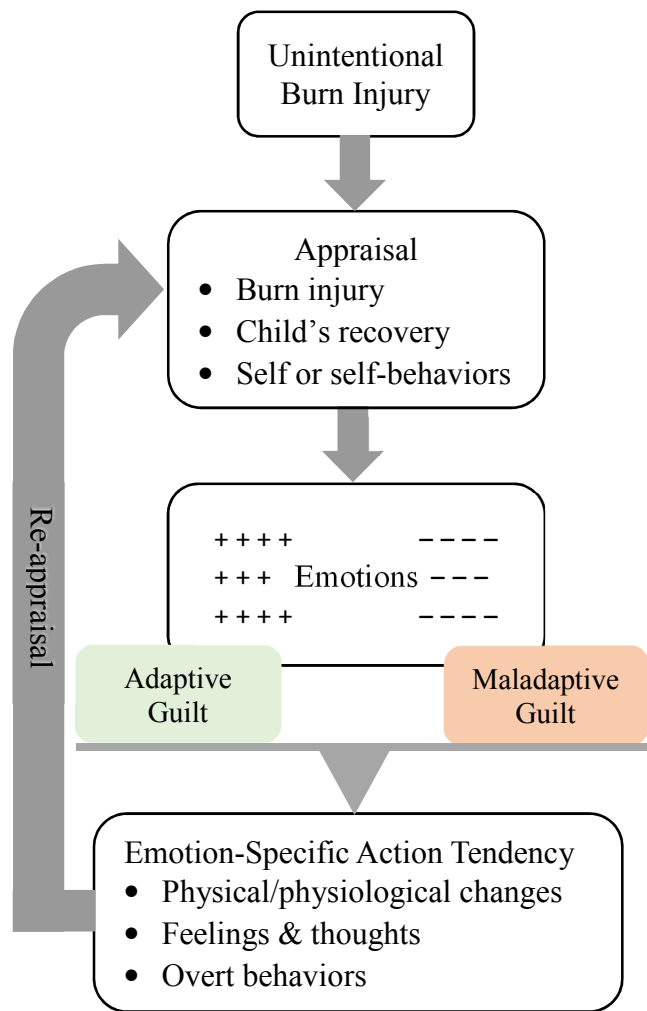 Unintentional
Burn Injury
Appraisal
• Burn injury
• Child's recovery
• Self or self-behaviors
Re-appraisal
+ + + + − − − −
+ + + Emotions − − −
+ + + + − − − −
Adaptive
Guilt
Maladaptive
Guilt
Emotion-Specific Action Tendency
• Physical/physiological changes
• Feelings & thoughts
• Overt behaviors